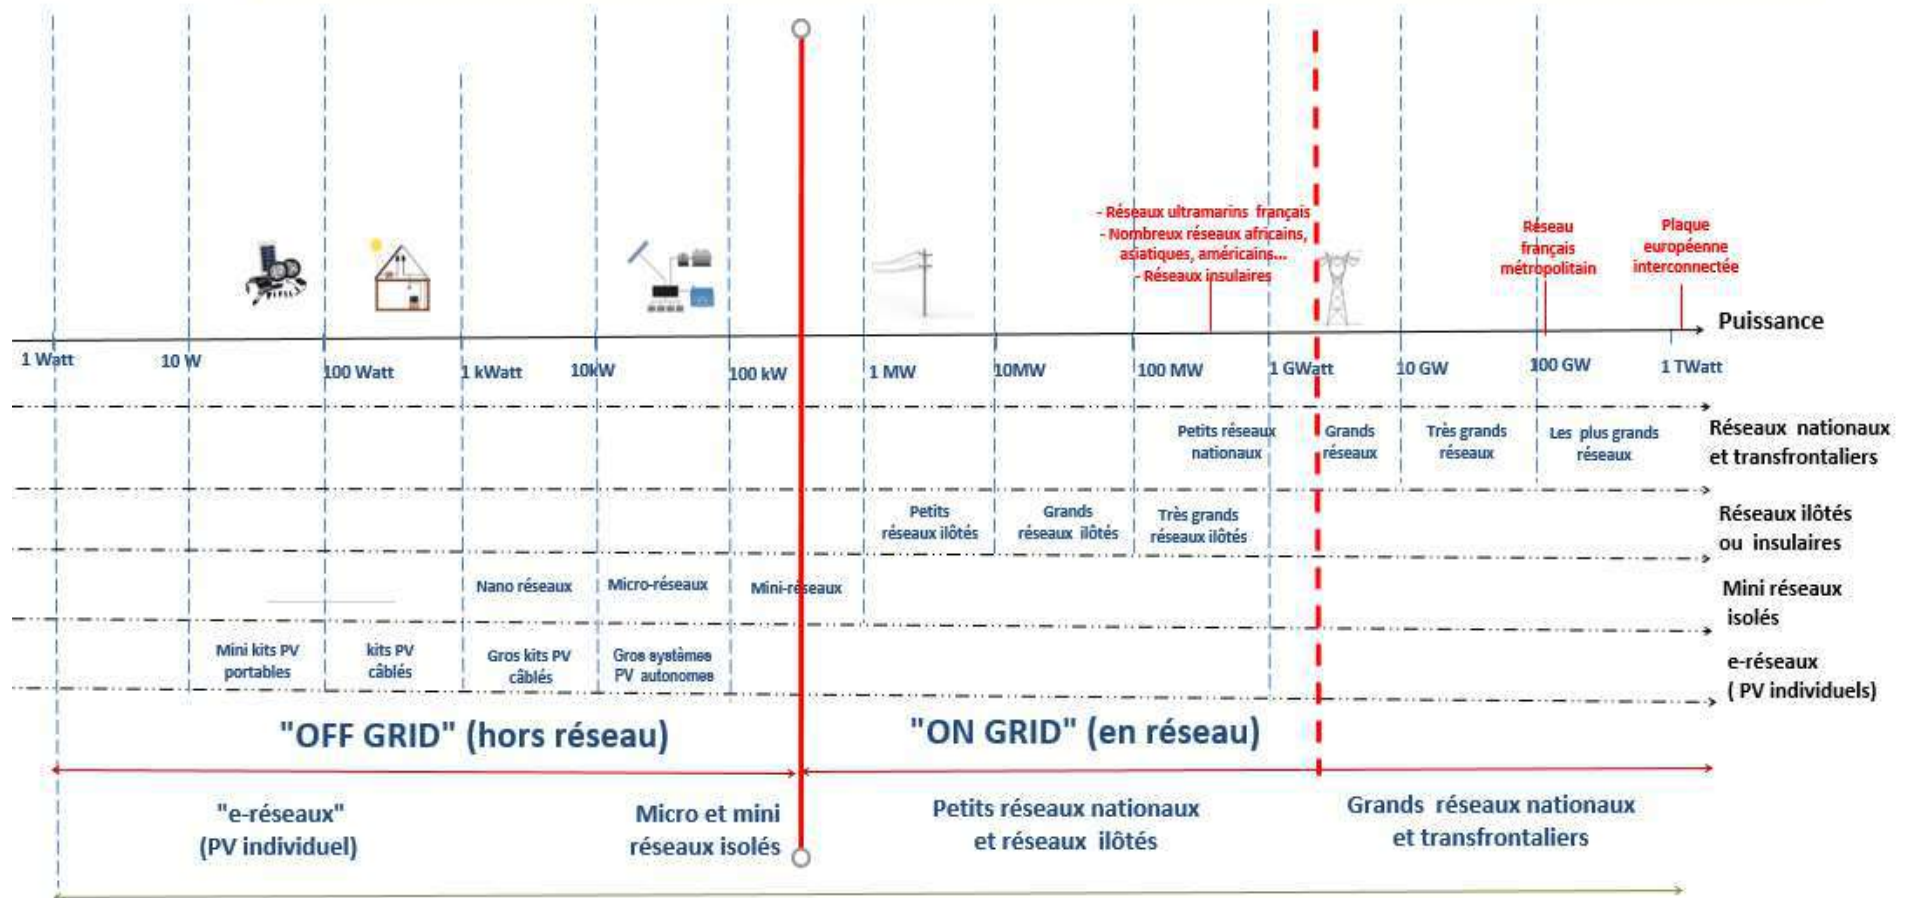 - Réseaux ultramarins français
- Nombreux réseaux africains,
asiatiques, américains...
- Réseaux insulaires
Réseau
français
métropolitain
Plaque
européenne
interconnectée
Puissance
1 Watt
10 W
100 Watt
1 kWatt
10kW
100 kW
1 MW
10MW
100 MW
1 GWatt
10 GW
100 GW
1 TWatt
Petits réseaux
nationaux
Grands
réseaux
Très grands
réseaux
Les plus grands
réseaux
Réseaux nationaux
et transfrontaliers
Petits
réseaux ilôtés
Grands
réseaux ilôtés
Très grands
réseaux ilôtés
Réseaux ilôtés
ou insulaires
Nano réseaux
Micro-réseaux
Mini-réseaux
Mini réseaux
isolés
Mini kits PV
portables
kits PV
câblés
Gros kits PV
câblés
Gros systèmes
PV autonomes
e-réseaux
( PV individuels)
"OFF GRID" (hors réseau)
"ON GRID" (en réseau)
"e-réseaux"
(PV individuel)
Micro et mini
réseaux isolés
Petits réseaux nationaux
et réseaux ilôtés
Grands réseaux nationaux
et transfrontaliers